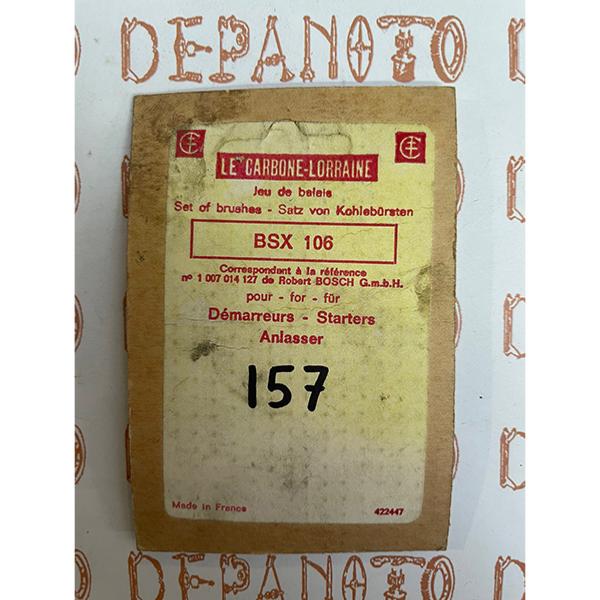 DEPANOTO
LE CARBONE-LORRAINE
Jeu de balais
Set of brushes - Satz von Kohlebürsten
BSX 106
Correspondant à la référence
n° 1 007 014 127 de Robert BOSCH G.m.b.H.
pour - for - für
Démarreurs - Starters
Anlasser
157
Made in France
422447
DEPANOTO